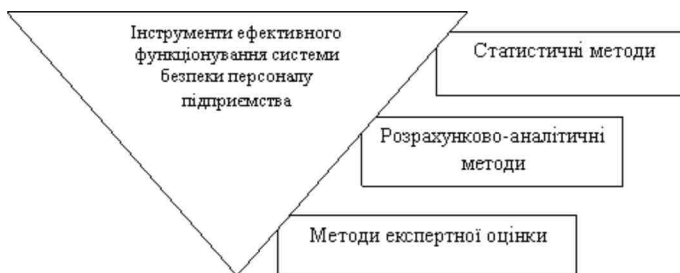 Інструменти ефективного
функціонування системи
безпеки персоналу
підприємства
Статистичні методи
Розрахунково-аналітичні
методи
Методи експертної оцінки